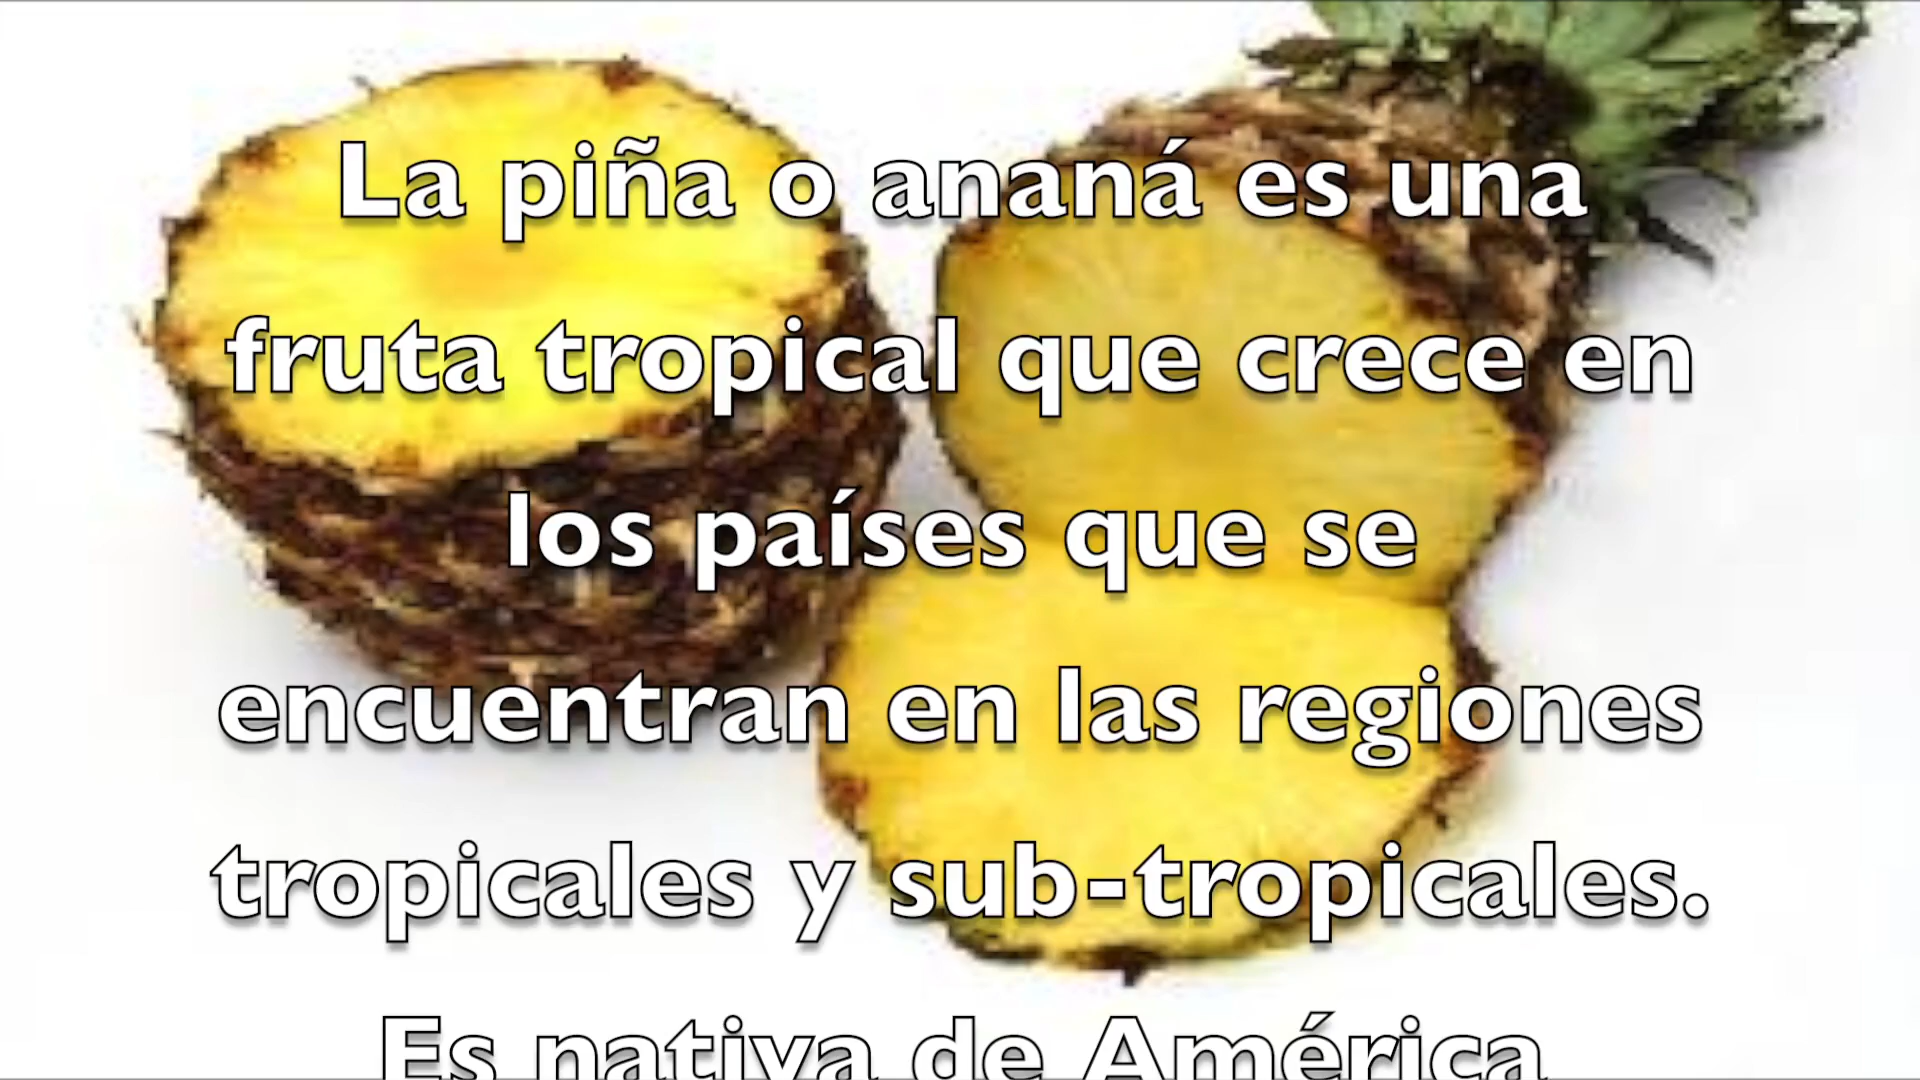 La piña o ananá es una
fruta tropical que crece en
los países que se
encuentran en las regiones
tropicales y sub-tropicales.
Es nativa de América